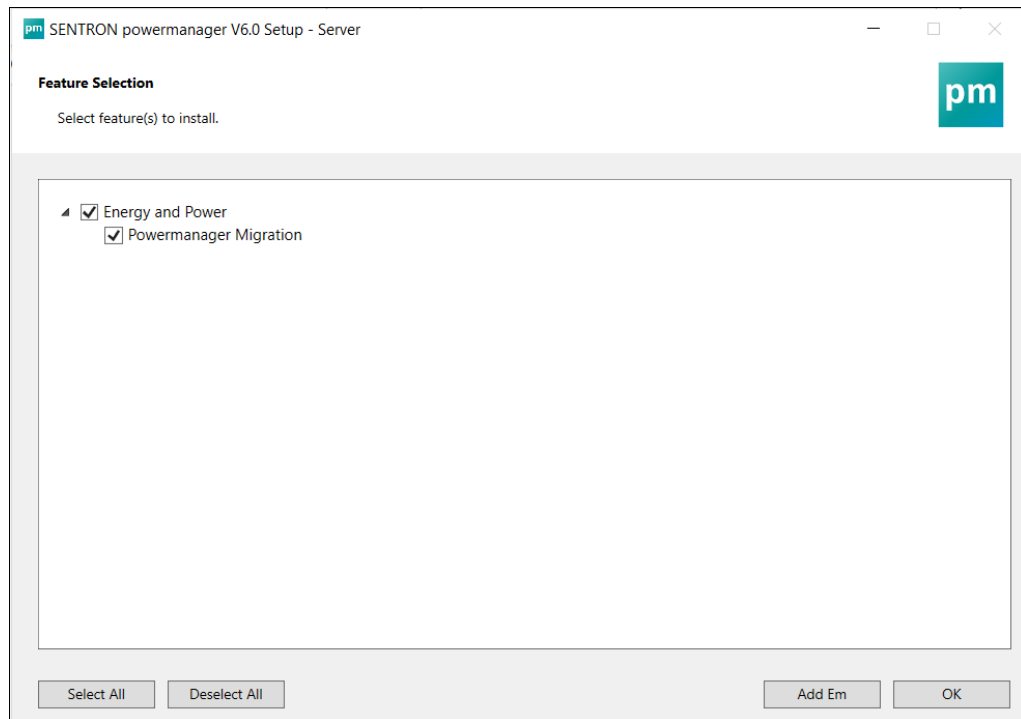 pm SENTRON powermanager V6.0 Setup - Server
Feature Selection
Select feature(s) to install.
pm
Energy and Power
Powermanager Migration
Select All Deselect All Add Em OK